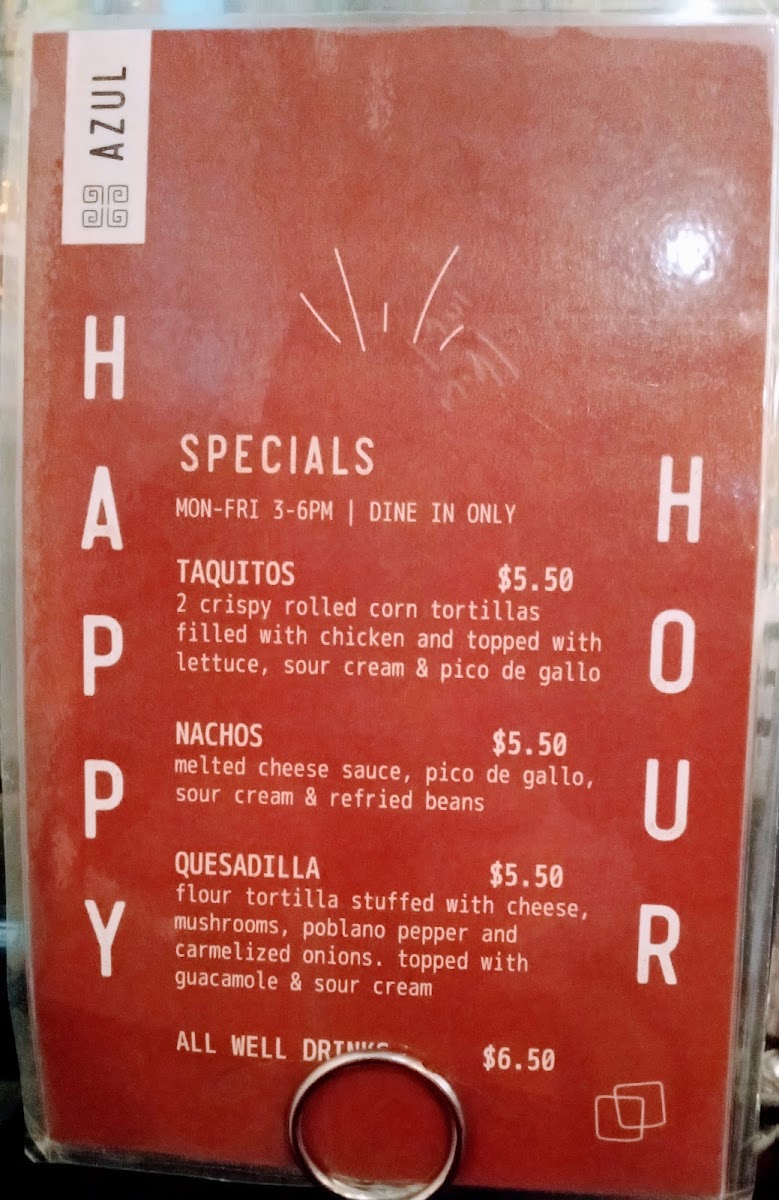 AZUL
HAPPY
HOUR
SPECIALS
MON-FRI 3-6PM | DINE IN ONLY
TAQUITOS $5.50
2 crispy rolled corn tortillas
filled with chicken and topped with
lettuce, sour cream & pico de gallo
NACHOS $5.50
melted cheese sauce, pico de gallo,
sour cream & refried beans
QUESADILLA $5.50
flour tortilla stuffed with cheese,
mushrooms, poblano pepper and
carmelized onions. topped with
guacamole & sour cream
ALL WELL DRINKS $6.50